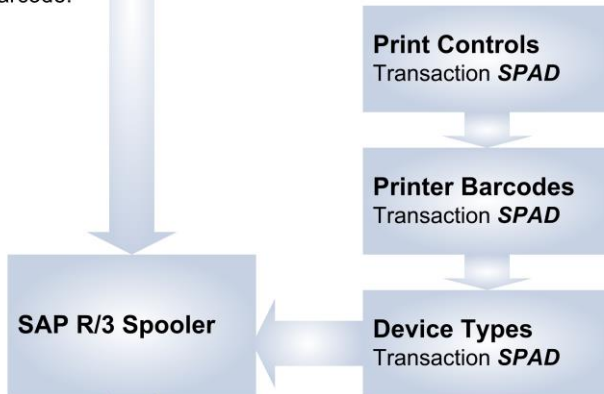 Print Controls
Transaction SPAD
Printer Barcodes
Transaction SPAD
SAP R/3 Spooler
Device Types
Transaction SPAD